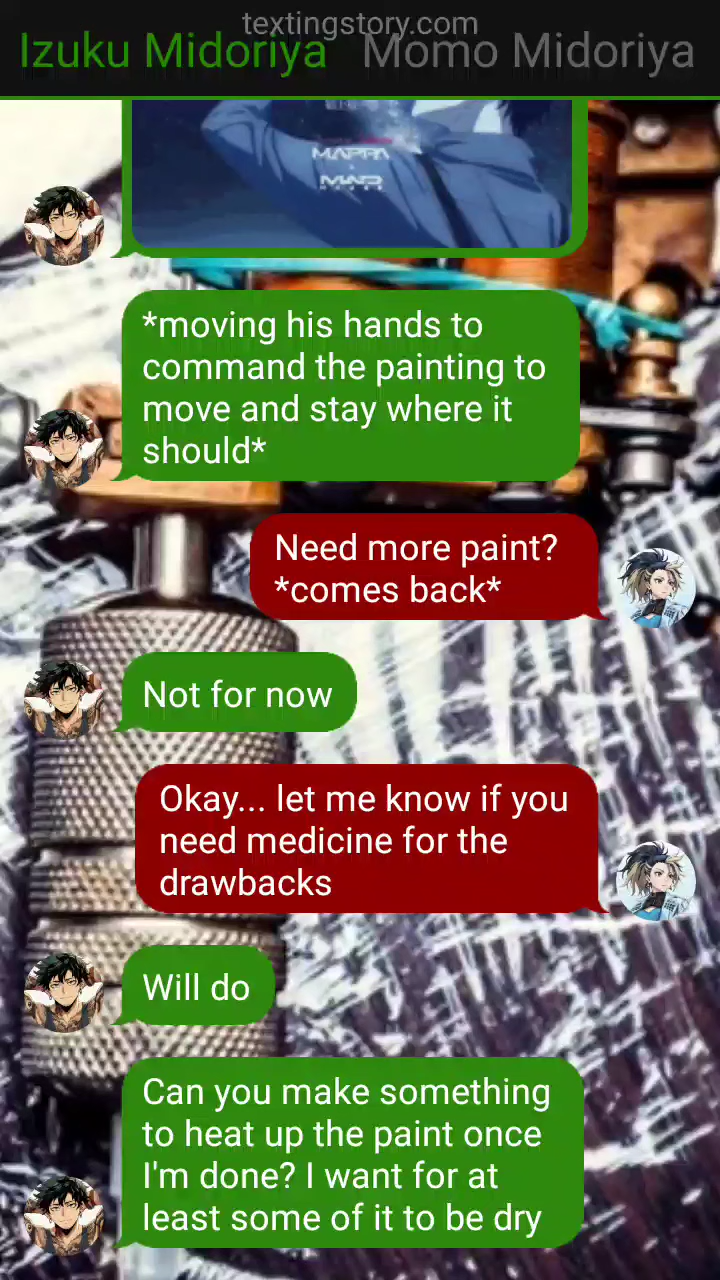 textingstory.com
Izuku Midoriya Momo Midoriya
MAPPA
*moving his hands to
command the painting to
move and stay where it
should*
Need more paint?
*comes back*
Not for now
Okay... let me know if you
need medicine for the
drawbacks
Will do
Can you make something
to heat up the paint once
I'm done? I want for at
least some of it to be dry